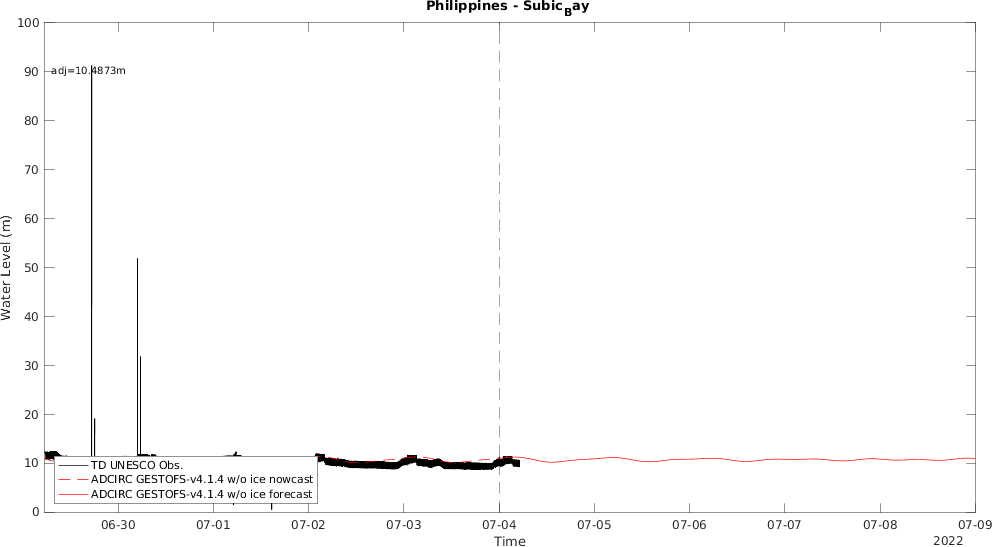 Philippines - Subic_Bay
100
90
80
70
60
50
40
30
20
10
0
adj=10.4873m
Water Level (m)
TD UNESCO Obs.
ADCIRC GESTOFS-v4.1.4 w/o ice nowcast
ADCIRC GESTOFS-v4.1.4 w/o ice forecast
06-30 07-01 07-02 07-03 07-04 07-05 07-06 07-07 07-08 07-09
Time
2022